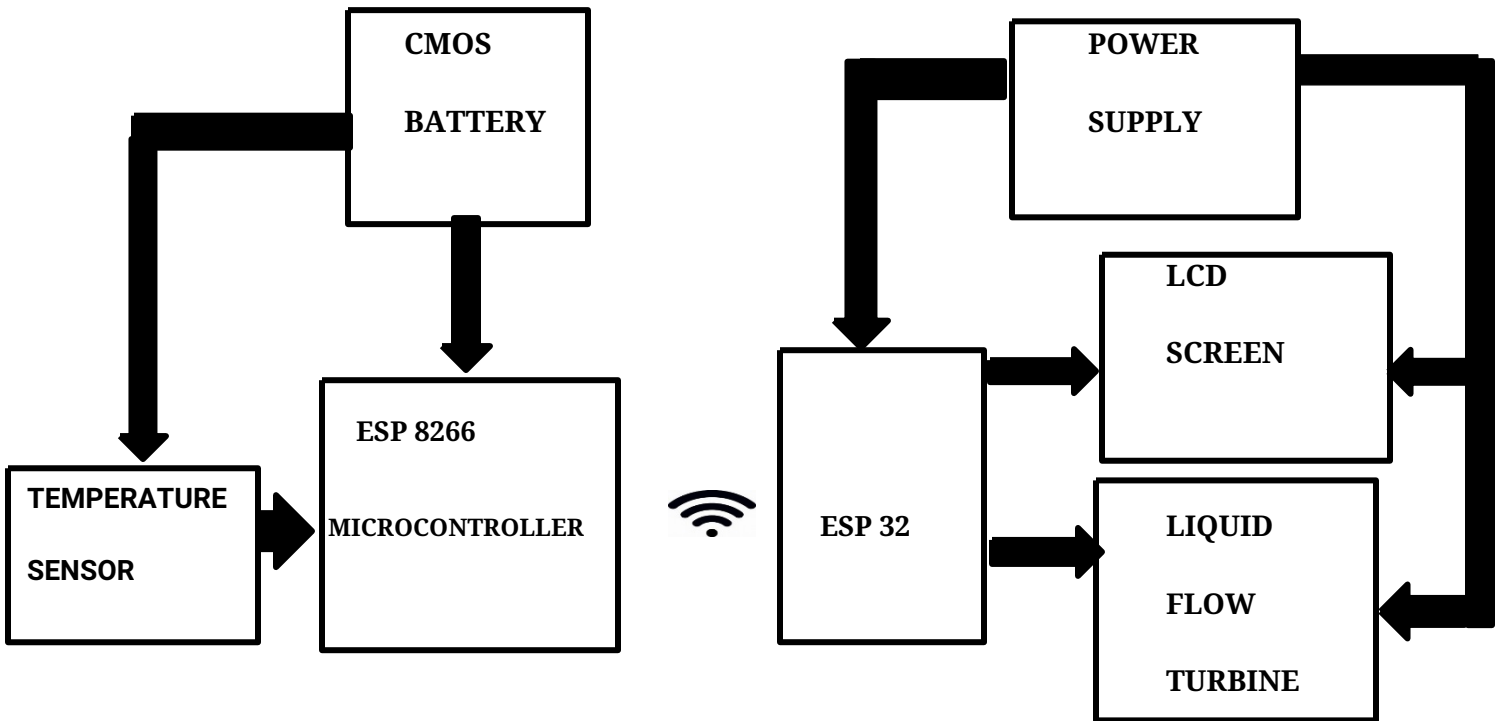 CMOS
BATTERY
POWER
SUPPLY
LCD
SCREEN
ESP 8266
MICROCONTROLLER
TEMPERATURE
SENSOR
ESP 32
LIQUID
FLOW
TURBINE